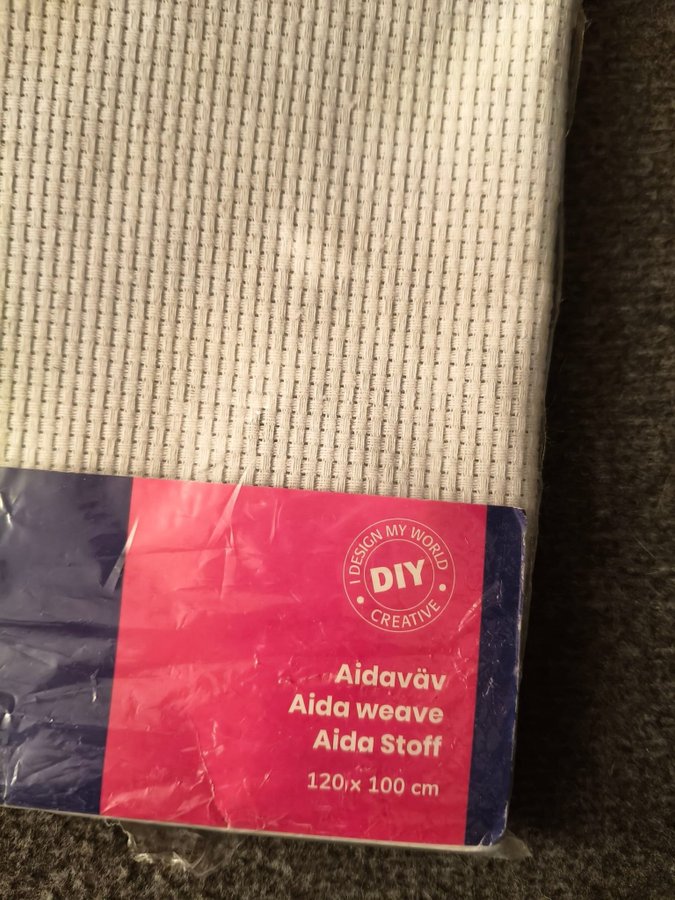 I DESIGN MY WORLD
DIY
CREATIVE
Aidaväv
Aida weave
Aida Stoff
120 x 100 cm